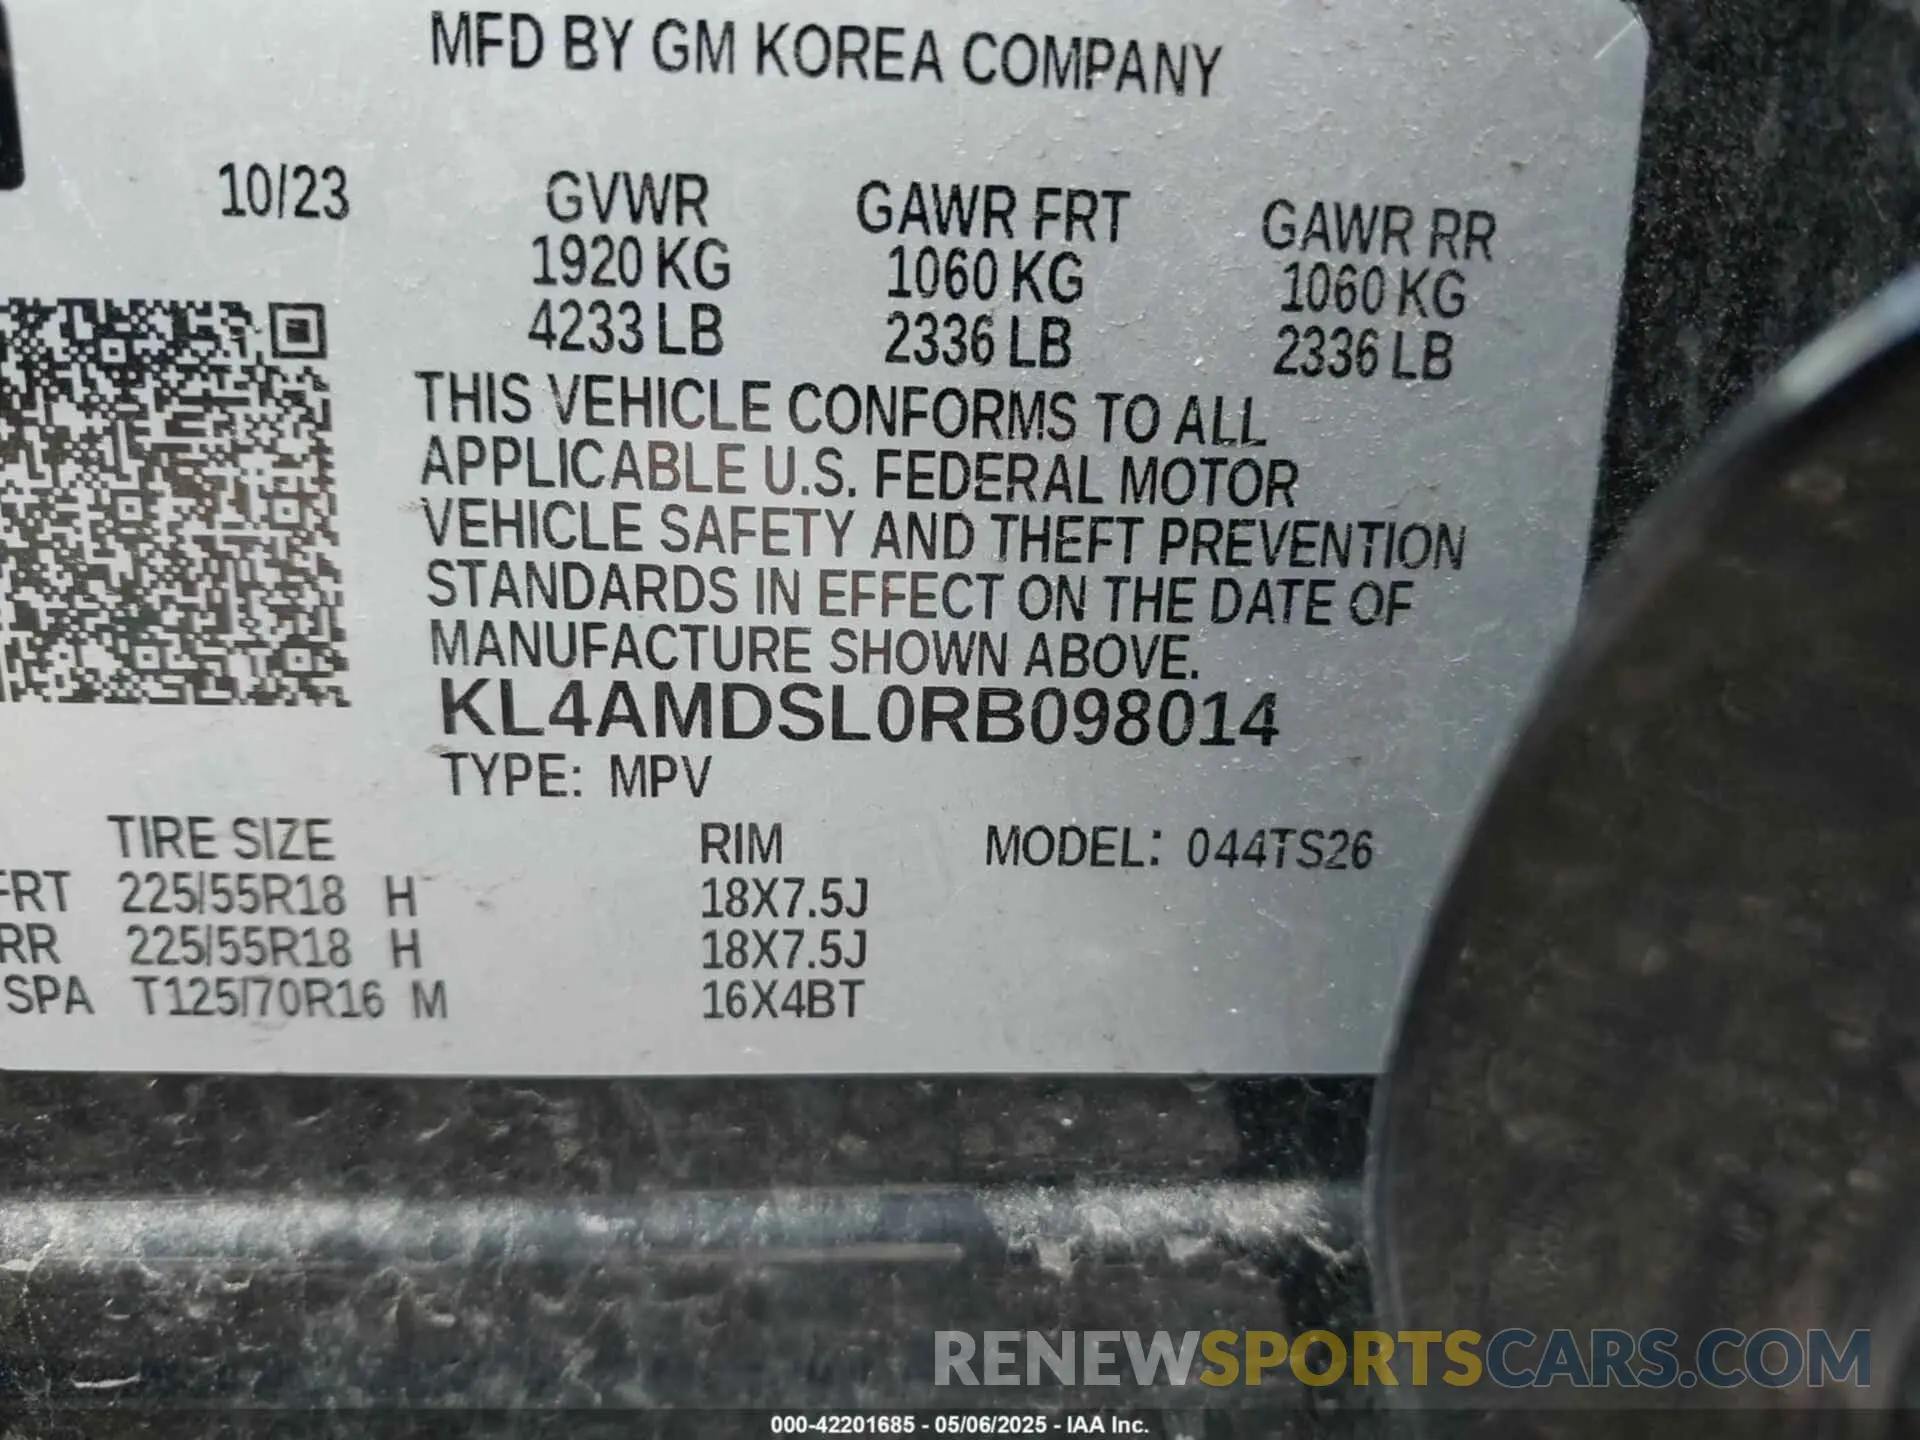 MFD BY GM KOREA COMPANY
10/23 GVWR GAWR FRT GAWR RR
1920 KG 1060 KG 1060 KG
4233 LB 2336 LB 2336 LB
THIS VEHICLE CONFORMS TO ALL
APPLICABLE U.S. FEDERAL MOTOR
VEHICLE SAFETY AND THEFT PREVENTION
STANDARDS IN EFFECT ON THE DATE OF
MANUFACTURE SHOWN ABOVE.
KL4AMDSL0RB098014
TYPE: MPV
TIRE SIZE RIM MODEL: 044TS26
FRT 225/55R18 H 18X7.5J
RR 225/55R18 H 18X7.5J
SPA T125/70R16 M 16X4BT
RENEWSPORTSCARS.COM
000-42201685 - 05/06/2025 - IAA Inc.